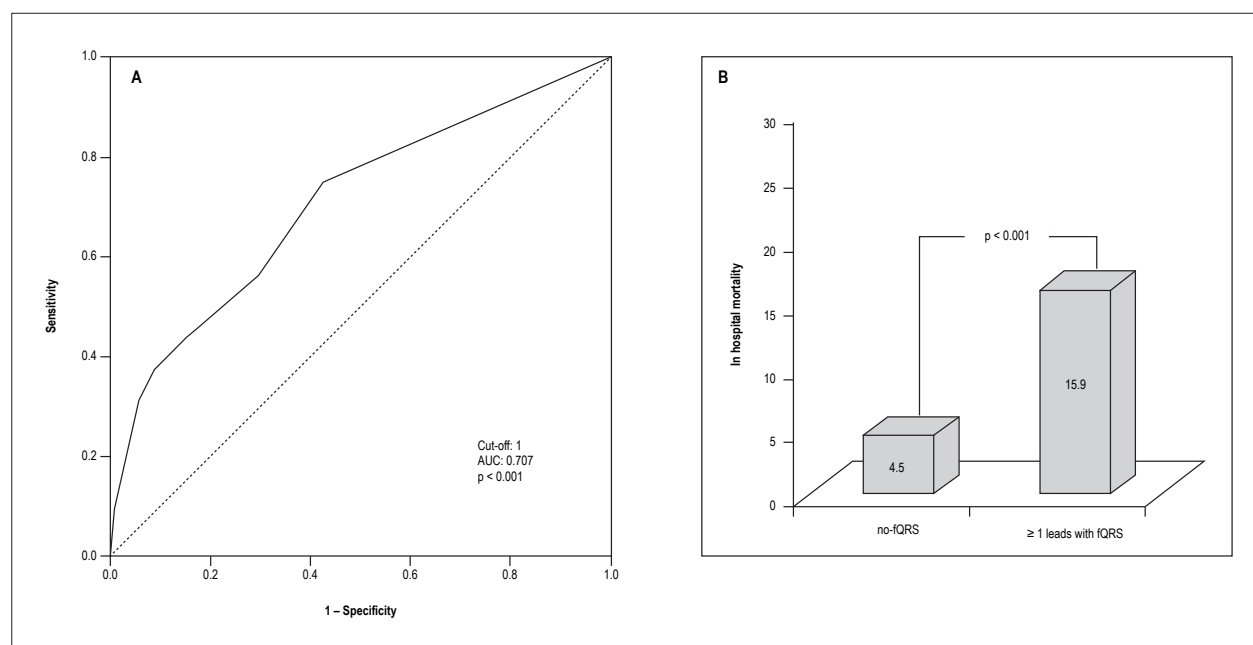 A
1.0
0.8
0.6
0.4
0.2
0.0
Sensitivity
Cut-off: 1
AUC: 0.707
p < 0.001
0.0 0.2 0.4 0.6 0.8 1.0
1 – Specificity
B
30
25
20
15
10
5
0
In hospital mortality
p < 0.001
4.5
15.9
no-fQRS
≥ 1 leads with fQRS